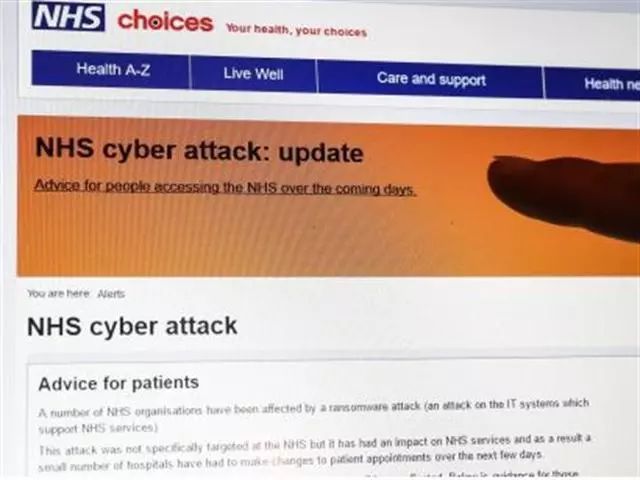 NHS choices Your health, your choices
Health A-Z Live Well Care and support Health ne
NHS cyber attack: update
Advice for people accessing the NHS over the coming days.
You are here: Alerts
NHS cyber attack
Advice for patients
A number of NHS organisations have been affected by a ransomware attack (an attack on the IT systems which
support NHS services)
This attack was not specifically targeted at the NHS but it has had an impact on NHS services and as a result a
small number of hospitals have had to make changes to patient appointments over the next few days.
guidance for those